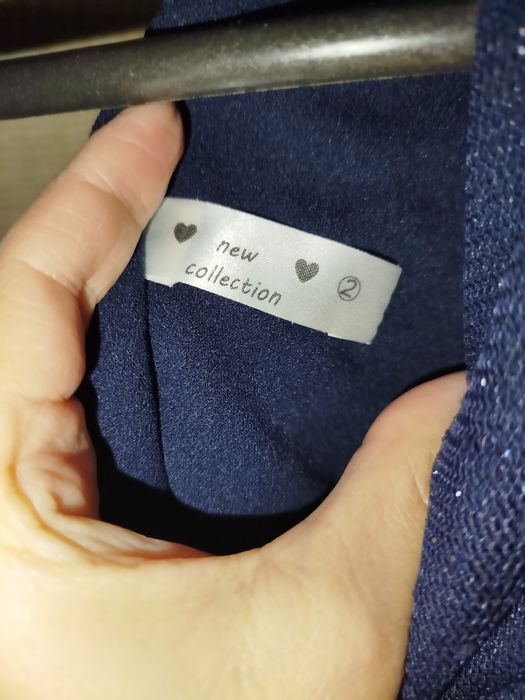 ♥ new ♥ ②
collection